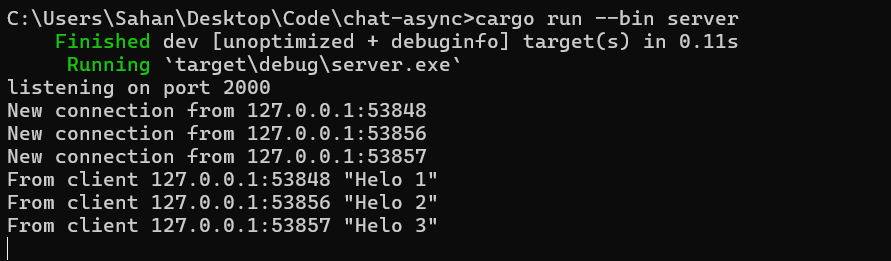 C:\Users\Sahan\Desktop\Code\chat-async>cargo run --bin server
    Finished dev [unoptimized + debuginfo] target(s) in 0.11s
     Running `target\debug\server.exe`
listening on port 2000
New connection from 127.0.0.1:53848
New connection from 127.0.0.1:53856
New connection from 127.0.0.1:53857
From client 127.0.0.1:53848 "Helo 1"
From client 127.0.0.1:53856 "Helo 2"
From client 127.0.0.1:53857 "Helo 3"